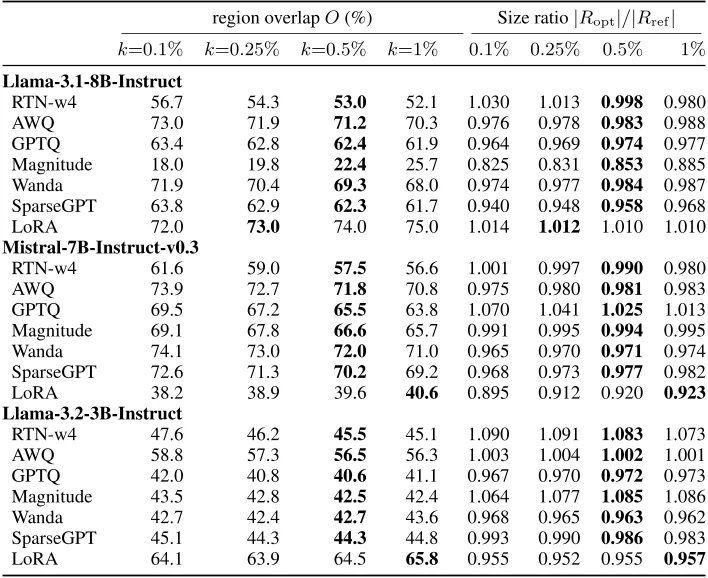 region overlap O (%) Size ratio |Ropt|/|Rref|
k=0.1% k=0.25% k=0.5% k=1% 0.1% 0.25% 0.5% 1%
Llama-3.1-8B-Instruct
RTN-w4 56.7 54.3 53.0 52.1 1.030 1.013 0.998 0.980
AWQ 73.0 71.9 71.2 70.3 0.976 0.978 0.983 0.988
GPTQ 63.4 62.8 62.4 61.9 0.964 0.969 0.974 0.977
Magnitude 18.0 19.8 22.4 25.7 0.825 0.831 0.853 0.885
Wanda 71.9 70.4 69.3 68.0 0.974 0.977 0.984 0.987
SparseGPT 63.8 62.9 62.3 61.7 0.940 0.948 0.958 0.968
LoRA 72.0 73.0 74.0 75.0 1.014 1.012 1.010 1.010
Mistral-7B-Instruct-v0.3
RTN-w4 61.6 59.0 57.5 56.6 1.001 0.997 0.990 0.980
AWQ 73.9 72.7 71.8 70.8 0.975 0.980 0.981 0.983
GPTQ 69.5 67.2 65.5 63.8 1.070 1.041 1.025 1.013
Magnitude 69.1 67.8 66.6 65.7 0.991 0.995 0.994 0.995
Wanda 74.1 73.0 72.0 71.0 0.965 0.970 0.971 0.974
SparseGPT 72.6 71.3 70.2 69.2 0.968 0.973 0.977 0.982
LoRA 38.2 38.9 39.6 40.6 0.895 0.912 0.920 0.923
Llama-3.2-3B-Instruct
RTN-w4 47.6 46.2 45.5 45.1 1.090 1.091 1.083 1.073
AWQ 58.8 57.3 56.5 56.3 1.003 1.004 1.002 1.001
GPTQ 42.0 40.8 40.6 41.1 0.967 0.970 0.972 0.973
Magnitude 43.5 42.8 42.5 42.4 1.064 1.077 1.085 1.086
Wanda 42.7 42.4 42.7 43.6 0.968 0.965 0.963 0.962
SparseGPT 45.1 44.3 44.3 44.8 0.993 0.990 0.986 0.983
LoRA 64.1 63.9 64.5 65.8 0.955 0.952 0.955 0.957